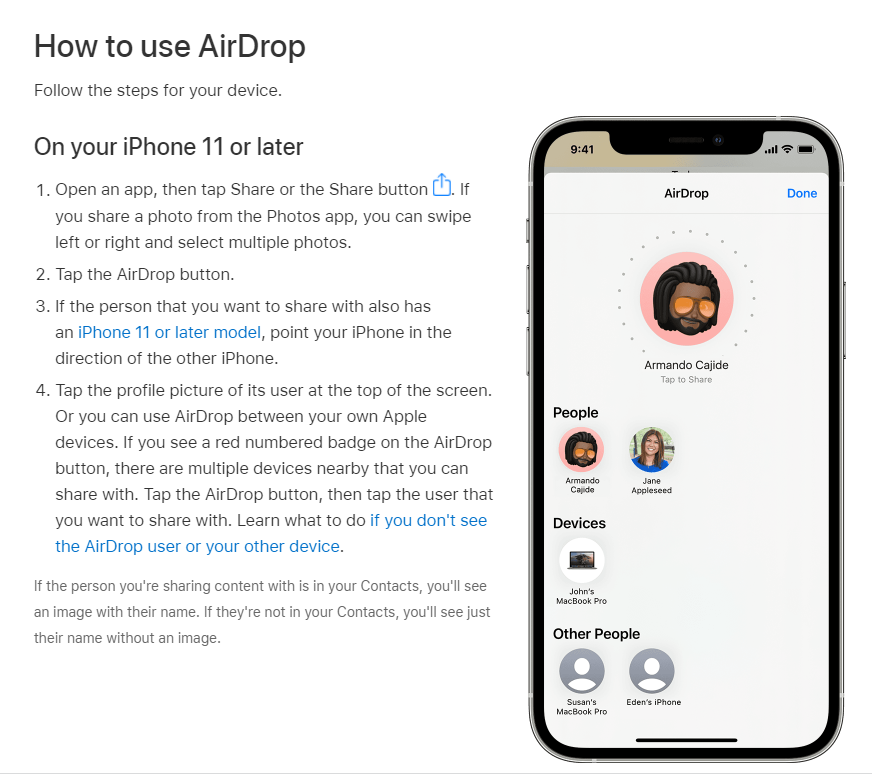 How to use AirDrop
Follow the steps for your device.
On your iPhone 11 or later
1. Open an app, then tap Share or the Share button . If
you share a photo from the Photos app, you can swipe
left or right and select multiple photos.
2. Tap the AirDrop button.
3. If the person that you want to share with also has
an iPhone 11 or later model, point your iPhone in the
direction of the other iPhone.
4. Tap the profile picture of its user at the top of the screen.
Or you can use AirDrop between your own Apple
devices. If you see a red numbered badge on the AirDrop
button, there are multiple devices nearby that you can
share with. Tap the AirDrop button, then tap the user that
you want to share with. Learn what to do if you don't see
the AirDrop user or your other device.
If the person you're sharing content with is in your Contacts, you'll see
an image with their name. If they're not in your Contacts, you'll see just
their name without an image.
9:41
AirDrop
Done
Armando Cajide
Tap to Share
People
Armando
Cajide
Jane
Appleseed
Devices
John's
MacBook Pro
Other People
Susan's
MacBook Pro
Eden's iPhone